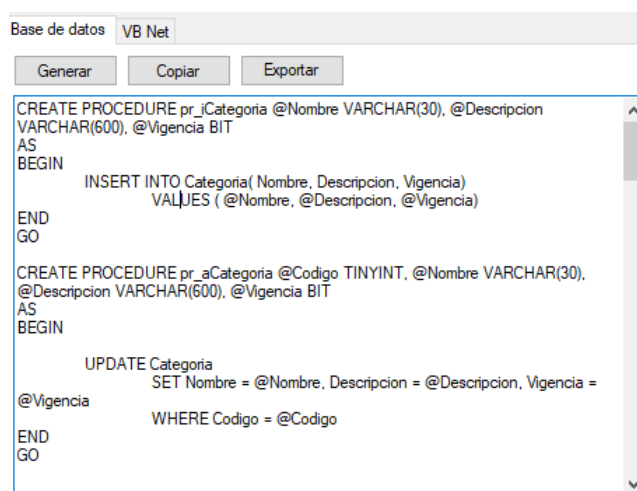 Base de datos VB Net
Generar Copiar Exportar
CREATE PROCEDURE pr_iCategoria @Nombre VARCHAR(30), @Descripcion
VARCHAR(600), @Vigencia BIT
AS
BEGIN
INSERT INTO Categoria( Nombre, Descripcion, Vigencia)
VALUES ( @Nombre, @Descripcion, @Vigencia)
END
GO
CREATE PROCEDURE pr_aCategoria @Codigo TINYINT, @Nombre VARCHAR(30),
@Descripcion VARCHAR(600), @Vigencia BIT
AS
BEGIN
UPDATE Categoria
SET Nombre = @Nombre, Descripcion = @Descripcion, Vigencia =
@Vigencia
WHERE Codigo = @Codigo
END
GO